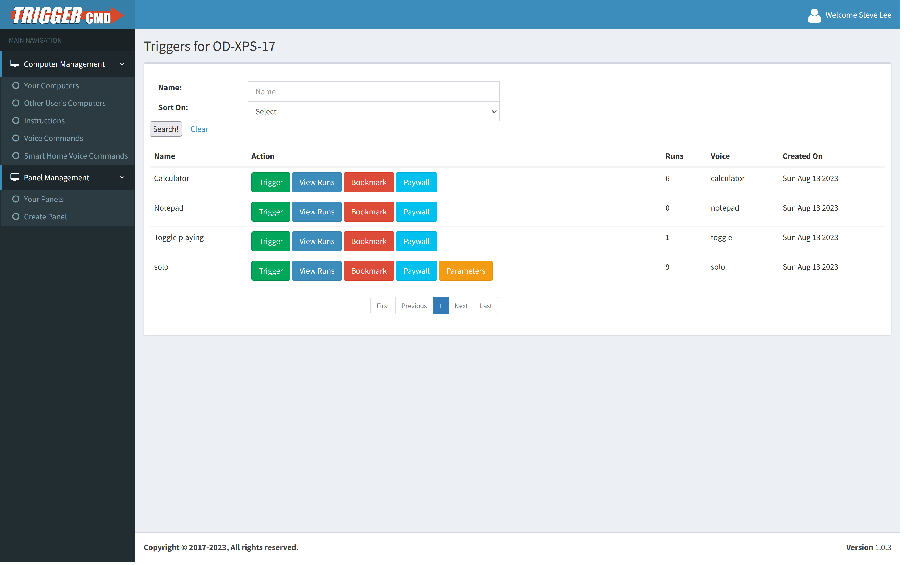 TRIGGER CMD
Welcome Steve Lee
MAIN NAVIGATION
Computer Management
Your Computers
Other User's Computers
Instructions
Voice Commands
Smart Home Voice Commands
Panel Management
Your Panels
Create Panel
Triggers for OD-XPS-17
Name:
Name
Sort On:
Select
Search!
Clear
Name Action Runs Voice Created On
Calculator Trigger View Runs Bookmark Paywall 6 calculator Sun Aug 13 2023
Notepad Trigger View Runs Bookmark Paywall 0 notepad Sun Aug 13 2023
Toggle playing Trigger View Runs Bookmark Paywall 1 toggle Sun Aug 13 2023
solo Trigger View Runs Bookmark Paywall Parameters 9 solo Sun Aug 13 2023
First Previous 1 Next Last
Copyright © 2017-2023, All rights reserved.
Version 1.0.3